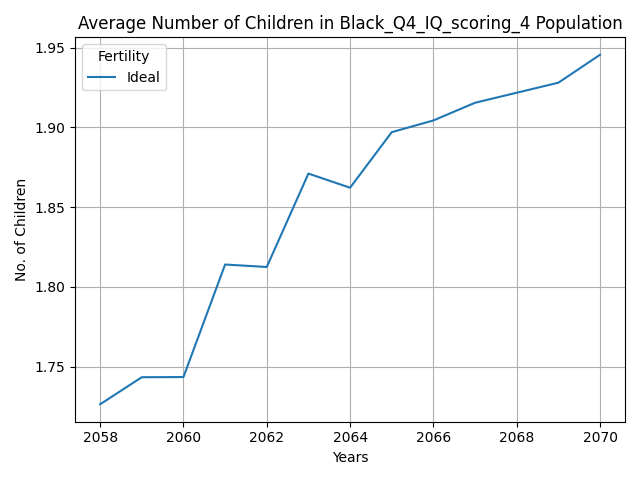 Average Number of Children in Black_Q4_IQ_scoring_4 Population
Fertility
Ideal
1.95
1.90
1.85
1.80
1.75
No. of Children
2058
2060
2062
2064
2066
2068
2070
Years